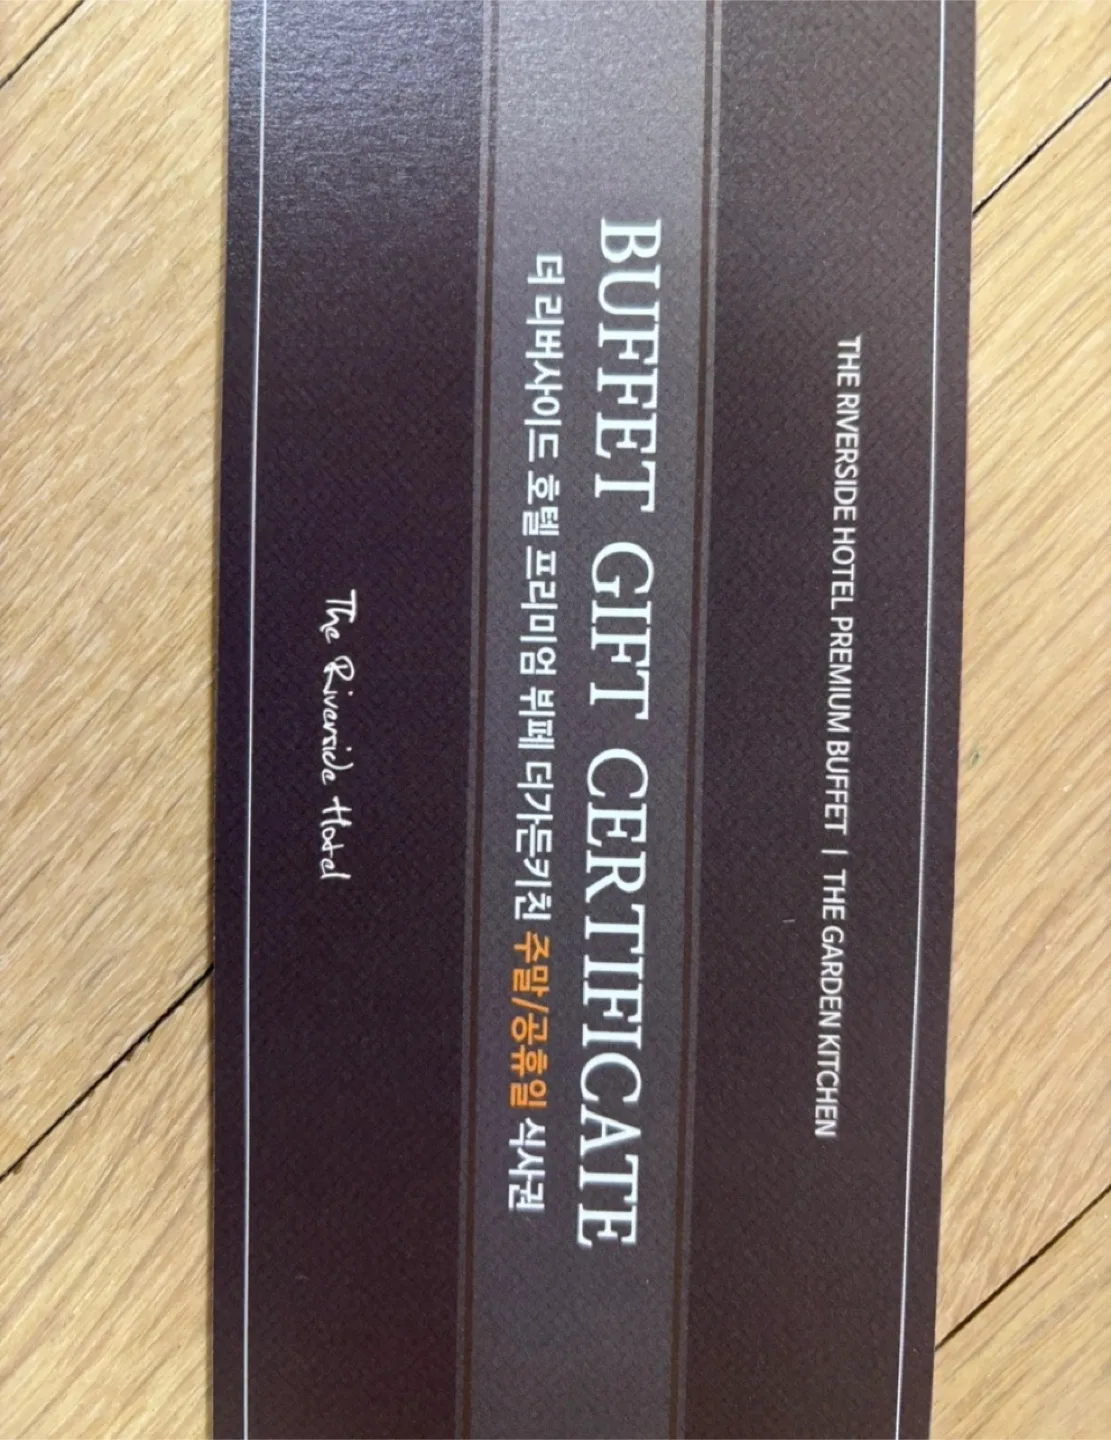 THE RIVERSIDE HOTEL PREMIUM BUFFET | THE GARDEN KITCHEN
BUFFET GIFT CERTIFICATE
더 리버사이드 호텔 프리미엄 뷔페 더가든키친 주말/공휴일 식사권
The Riverside Hotel